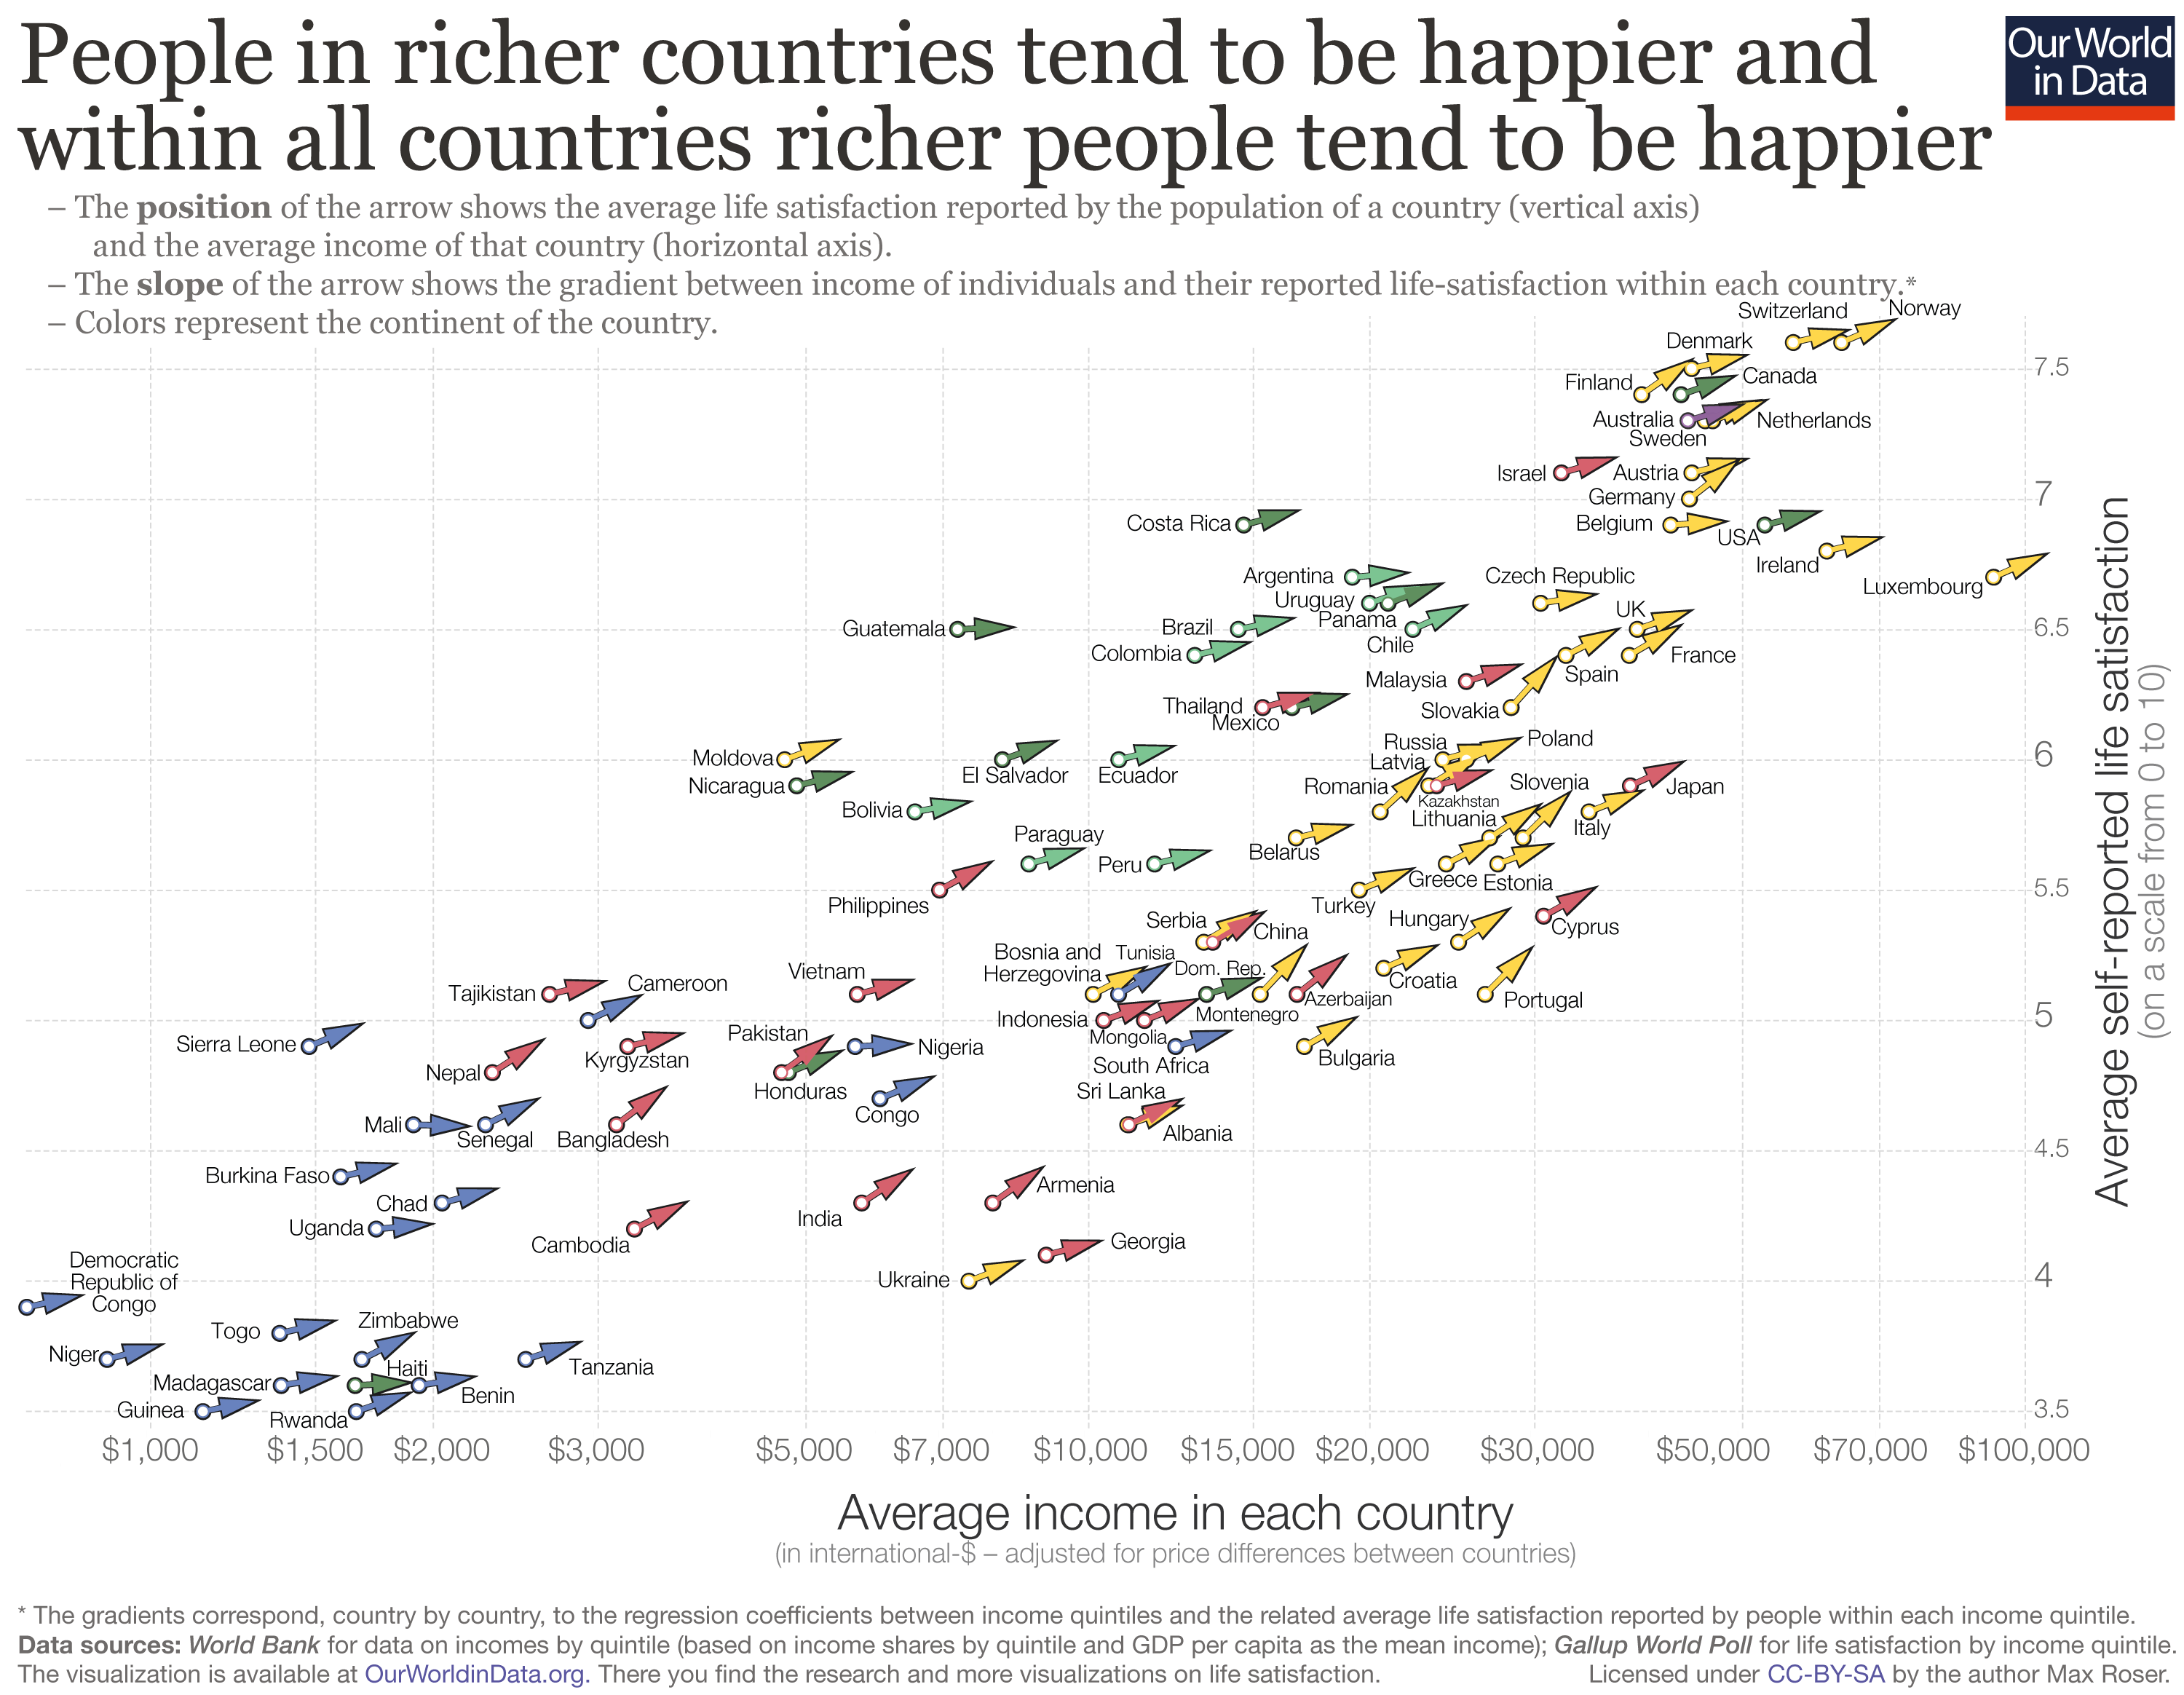 People in richer countries tend to be happier and
within all countries richer people tend to be happier
Our World
in Data
– The position of the arrow shows the average life satisfaction reported by the population of a country (vertical axis)
and the average income of that country (horizontal axis).
– The slope of the arrow shows the gradient between income of individuals and their reported life-satisfaction within each country.*
– Colors represent the continent of the country.
Switzerland
Norway
Denmark
Finland
Canada
7.5
Australia
Netherlands
Sweden
Israel
Austria
Germany
7
Costa Rica
Belgium
USA
Ireland
Luxembourg
Argentina
Czech Republic
Uruguay
Panama
UK
Guatemala
Brazil
Chile
6.5
Colombia
France
Spain
Malaysia
Thailand
Mexico
Slovakia
Moldova
El Salvador
Ecuador
Russia
Latvia
Poland
6
Nicaragua
Romania
Kazakhstan
Slovenia
Japan
Bolivia
Lithuania
Italy
Paraguay
Peru
Belarus
Greece
Estonia
Philippines
Turkey
5.5
Serbia
China
Hungary
Cyprus
Bosnia and
Herzegovina
Tunisia
Dom. Rep.
Croatia
Tajikistan
Cameroon
Vietnam
Azerbaijan
Portugal
Sierra Leone
Indonesia
Mongolia
Montenegro
5
Nepal
Kyrgyzstan
Pakistan
Nigeria
South Africa
Bulgaria
Honduras
Mali
Senegal
Bangladesh
Congo
Sri Lanka
Albania
4.5
Burkina Faso
Chad
Uganda
Cambodia
India
Armenia
Georgia
Democratic
Republic of
Congo
Ukraine
4
Togo
Zimbabwe
Niger
Haiti
Tanzania
Madagascar
Benin
Guinea
Rwanda
3.5
Average self-reported life satisfaction
(on a scale from 0 to 10)
$1,000 $1,500 $2,000 $3,000 $5,000 $7,000 $10,000 $15,000 $20,000 $30,000 $50,000 $70,000 $100,000
Average income in each country
(in international-$ – adjusted for price differences between countries)
* The gradients correspond, country by country, to the regression coefficients between income quintiles and the related average life satisfaction reported by people within each income quintile.
Data sources: World Bank for data on incomes by quintile (based on income shares by quintile and GDP per capita as the mean income); Gallup World Poll for life satisfaction by income quintile.
The visualization is available at OurWorldinData.org. There you find the research and more visualizations on life satisfaction.
Licensed under CC-BY-SA by the author Max Roser.